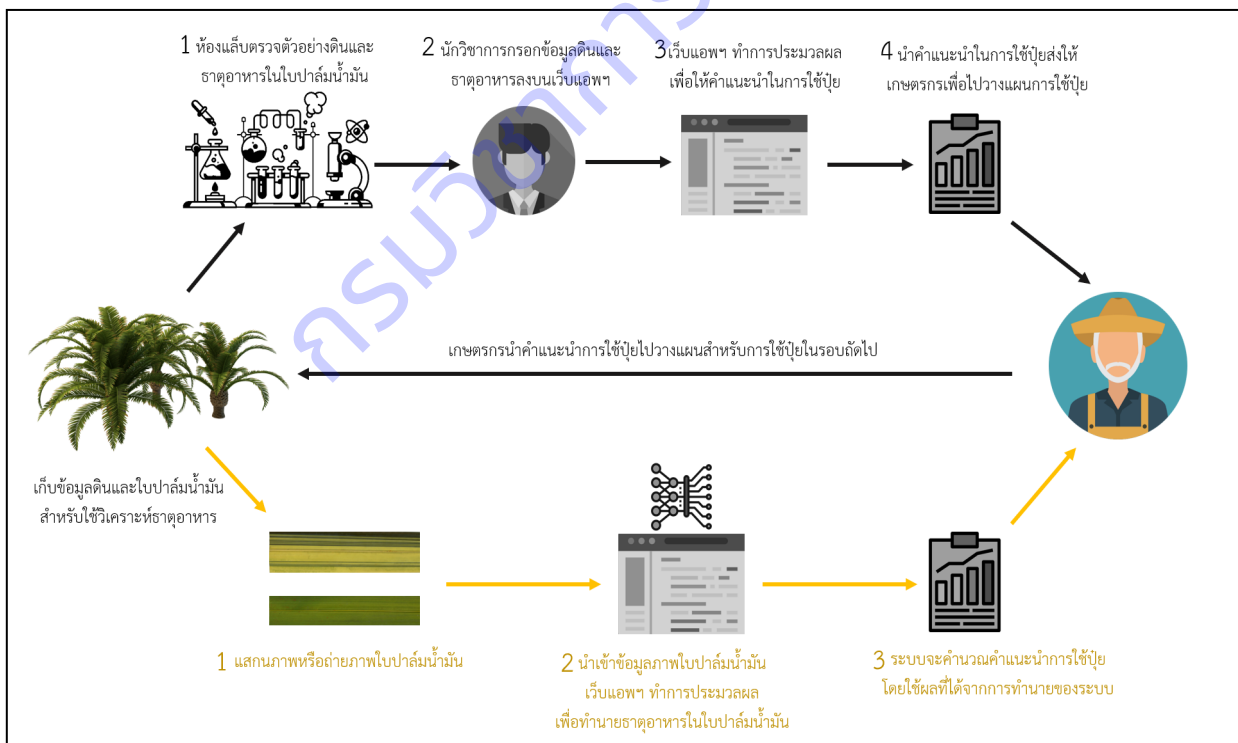 1 ห้องแล็บตรวจตัวอย่างดินและ
ธาตุอาหารในใบปาล์มน้ำมัน
2 นักวิชาการกรอกข้อมูลดินและ
ธาตุอาหารลงบนเว็บแอพฯ
3 เว็บแอพฯ ทำการประมวลผล
เพื่อให้คำแนะนำในการใช้ปุ๋ย
4 นำคำแนะนำในการใช้ปุ๋ยส่งให้
เกษตรกรเพื่อไปวางแผนการใช้ปุ๋ย
กรมวิชาการ
เกษตรกรนำคำแนะนำการใช้ปุ๋ยไปวางแผนสำหรับการใช้ปุ๋ยในรอบถัดไป
เก็บข้อมูลดินและใบปาล์มน้ำมัน
สำหรับใช้วิเคราะห์ธาตุอาหาร
1 แสกนภาพหรือถ่ายภาพใบปาล์มน้ำมัน
2 นำเข้าข้อมูลภาพใบปาล์มน้ำมัน
เว็บแอพฯ ทำการประมวลผล
เพื่อทำนายธาตุอาหารในใบปาล์มน้ำมัน
3 ระบบจะคำนวณคำแนะนำการใช้ปุ๋ย
โดยใช้ผลที่ได้จากการทำนายของระบบ